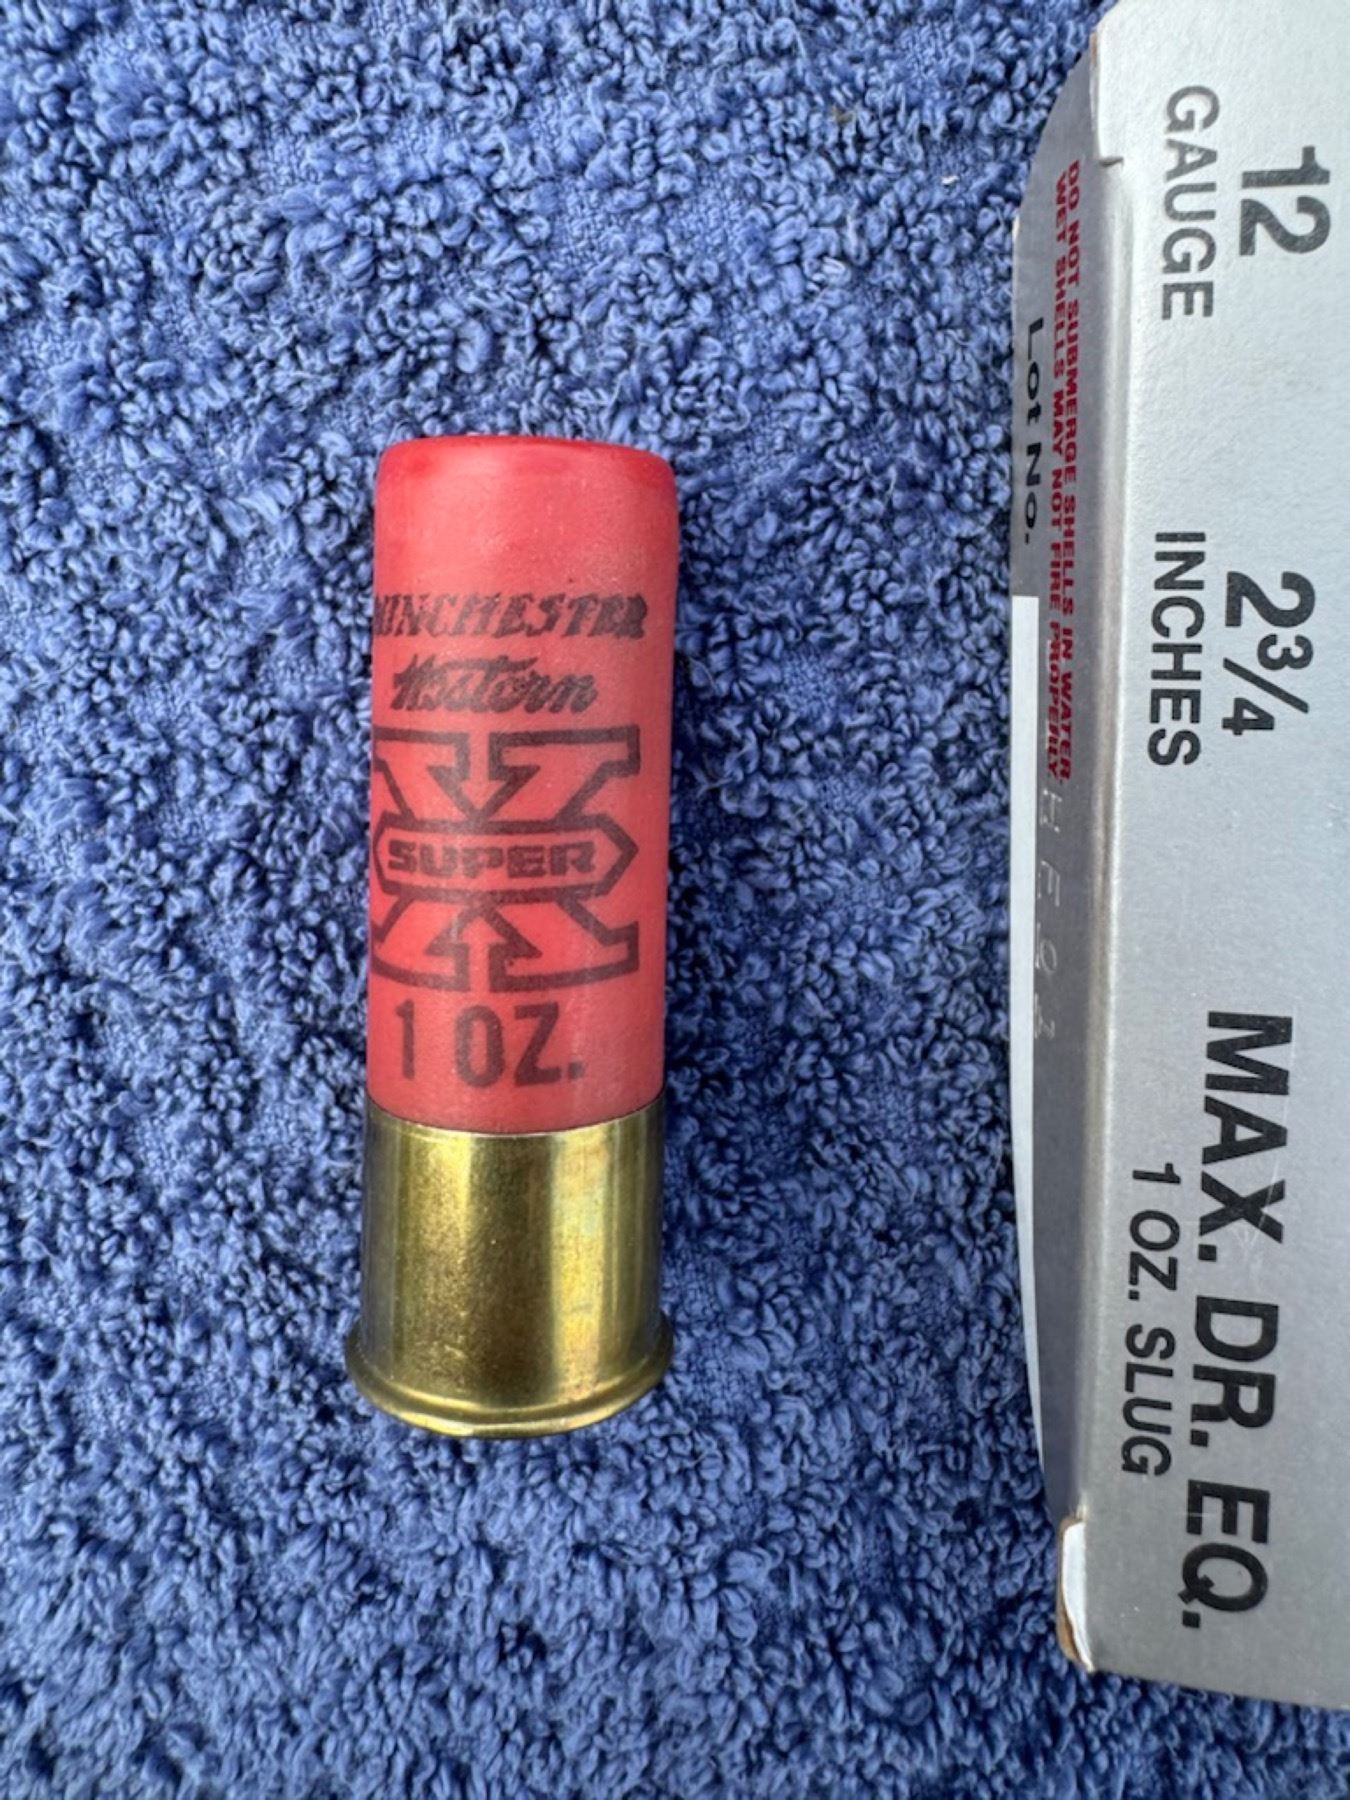 WINCHESTER
Western
SUPER X
1 OZ.
12
GAUGE
2¾
INCHES
MAX. DR. EQ.
1 OZ. SLUG
DO NOT SUBMERGE SHELLS IN WATER.
WET SHELLS MAY NOT FIRE PROPERLY.
Lot No.